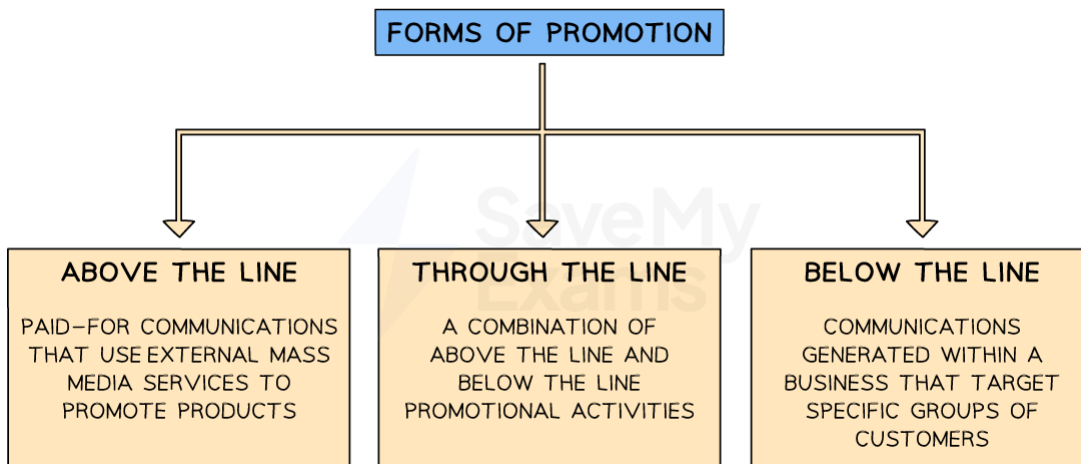 FORMS OF PROMOTION
SaveMy
Exams
ABOVE THE LINE
PAID-FOR COMMUNICATIONS
THAT USE EXTERNAL MASS
MEDIA SERVICES TO
PROMOTE PRODUCTS
THROUGH THE LINE
A COMBINATION OF
ABOVE THE LINE AND
BELOW THE LINE
PROMOTIONAL ACTIVITIES
BELOW THE LINE
COMMUNICATIONS
GENERATED WITHIN A
BUSINESS THAT TARGET
SPECIFIC GROUPS OF
CUSTOMERS